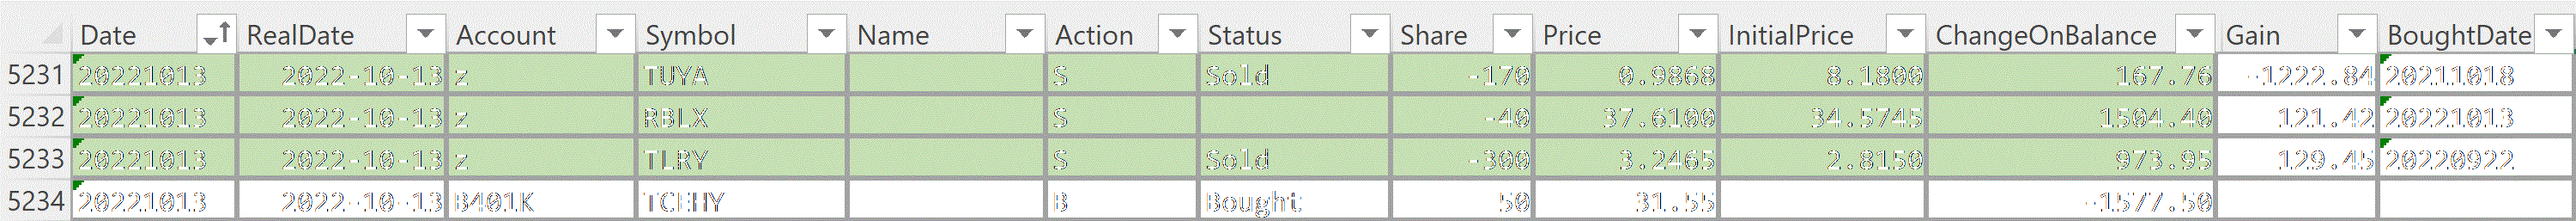 Date RealDate Account Symbol Name Action Status Share Price InitialPrice ChangeOnBalance Gain BoughtDate
5231 20221013 2022-10-13 z TUYA S Sold -170 0.9868 8.1800 167.76 -1222.84 20211018
5232 20221013 2022-10-13 z RBLX S -40 37.6100 34.5745 1504.40 121.42 20221013
5233 20221013 2022-10-13 z TLRY S Sold -300 3.2465 2.8150 973.95 129.45 20220922
5234 20221013 2022-10-13 B401K TCEHY B Bought 50 31.55 -1577.50